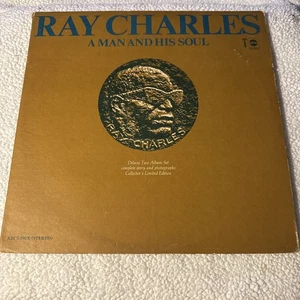 RAY CHARLES
A MAN AND HIS SOUL
RAY CHARLES
Deluxe Two-Album Set
complete story and photographs
Collector's Limited Edition